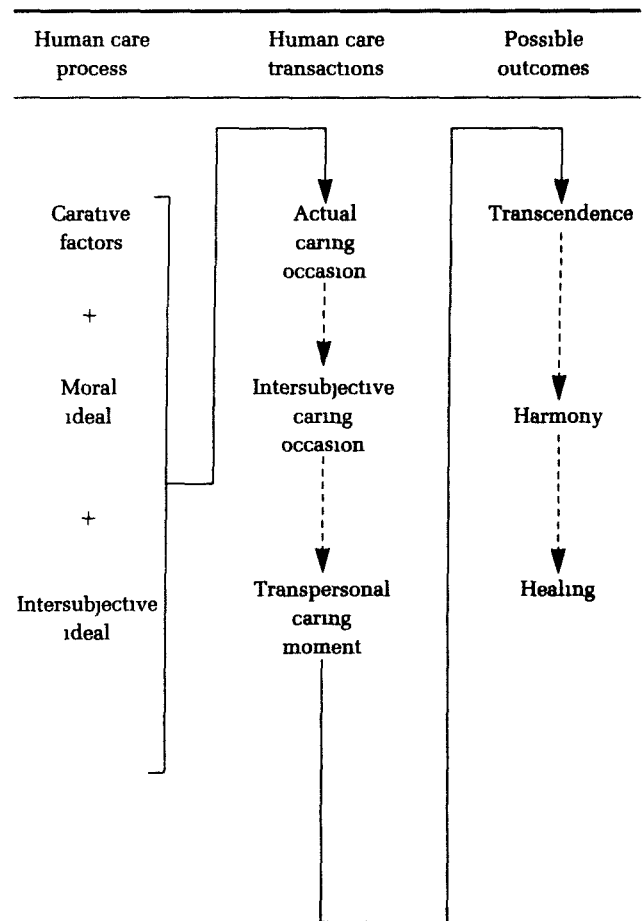 Human care
process
Human care
transactions
Possible
outcomes
Carative
factors
+
Moral
ideal
+
Intersubjective
ideal
Actual
caring
occasion
Intersubjective
caring
occasion
Transpersonal
caring
moment
Transcendence
Harmony
Healing